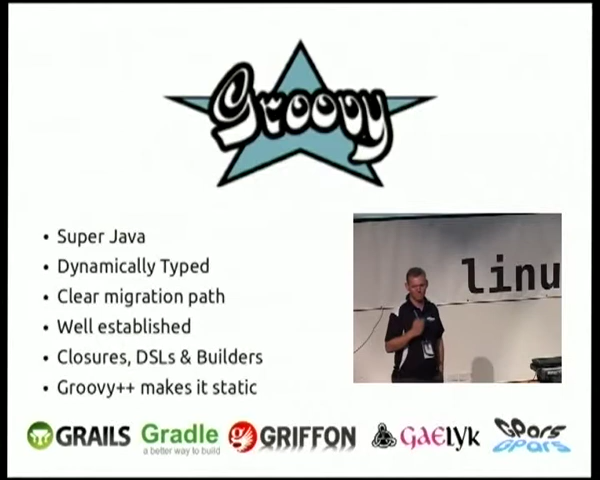 Groovy
• Super Java
• Dynamically Typed
• Clear migration path
• Well established
• Closures, DSLs & Builders
• Groovy++ makes it static
linu
GRAILS Gradle GRIFFON GAELYK GPars
a better way to build GPars